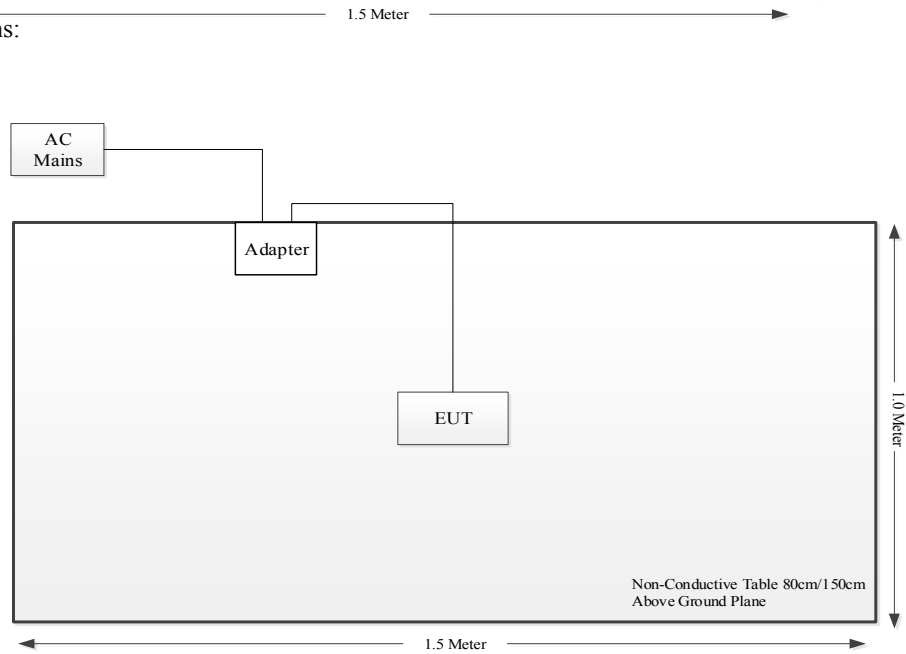 1.5 Meter
AC
Mains
Adapter
EUT
1.0 Meter
Non-Conductive Table 80cm/150cm
Above Ground Plane
1.5 Meter